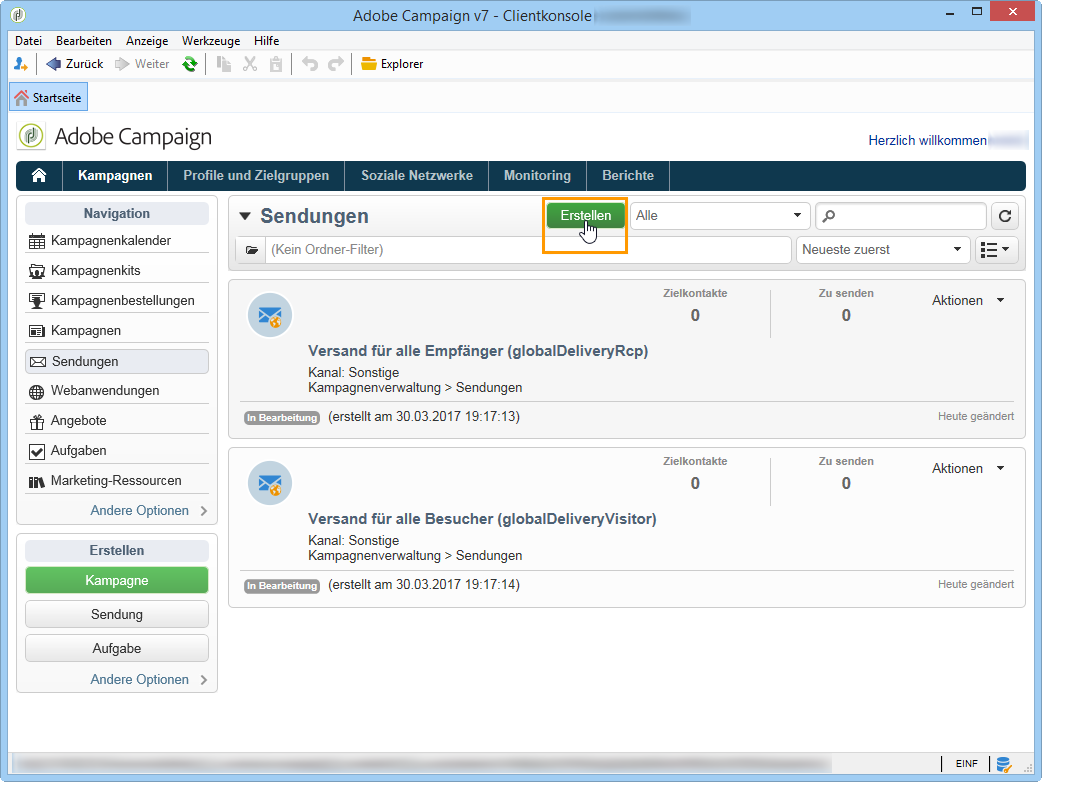 Adobe Campaign v7 - Clientkonsole
Datei Bearbeiten Anzeige Werkzeuge Hilfe
Zurück Weiter Explorer
Startseite
Adobe Campaign
Herzlich willkommen
Kampagnen Profile und Zielgruppen Soziale Netzwerke Monitoring Berichte
Navigation
Kampagnenkalender
Kampagnenkits
Kampagnenbestellungen
Kampagnen
Sendungen
Webanwendungen
Angebote
Aufgaben
Marketing-Ressourcen
Andere Optionen
Erstellen
Kampagne
Sendung
Aufgabe
Andere Optionen
Sendungen Erstellen Alle
(Kein Ordner-Filter) Neueste zuerst
Zielkontakte Zu senden Aktionen
0 0
Versand für alle Empfänger (globalDeliveryRcp)
Kanal: Sonstige
Kampagnenverwaltung > Sendungen
In Bearbeitung (erstellt am 30.03.2017 19:17:13) Heute geändert
Zielkontakte Zu senden Aktionen
0 0
Versand für alle Besucher (globalDeliveryVisitor)
Kanal: Sonstige
Kampagnenverwaltung > Sendungen
In Bearbeitung (erstellt am 30.03.2017 19:17:14) Heute geändert
EINF